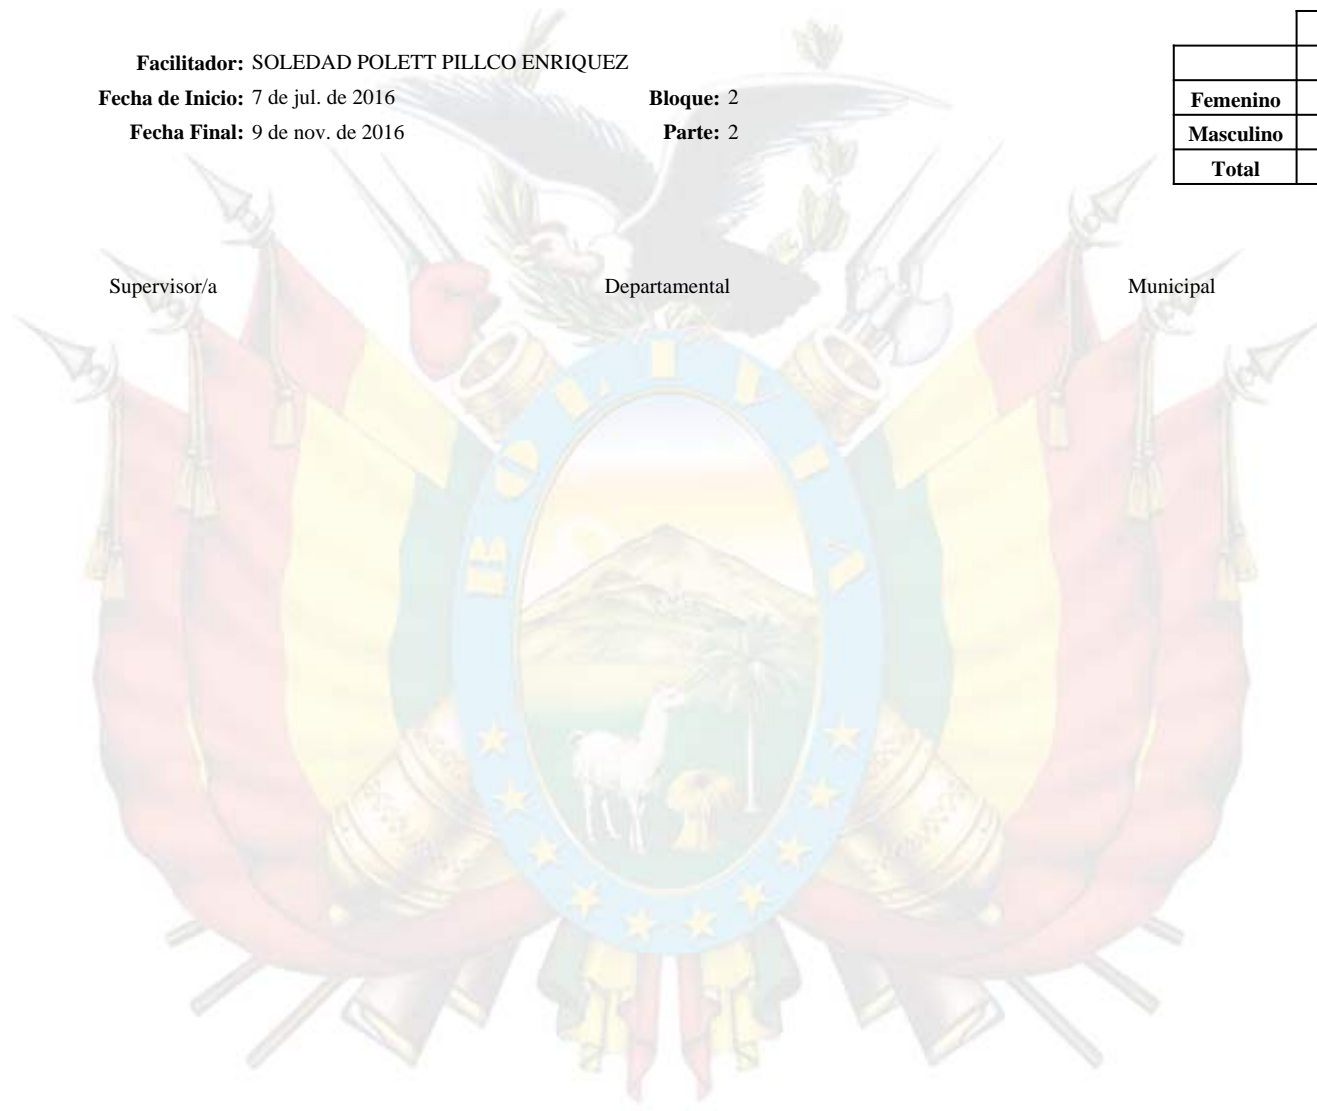 Facilitador: SOLEDAD POLETT PILLCO ENRIQUEZ
Fecha de Inicio: 7 de jul. de 2016 Bloque: 2
Fecha Final: 9 de nov. de 2016 Parte: 2
Femenino
Masculino
Total
Supervisor/a Departamental Municipal
BOLIVIA